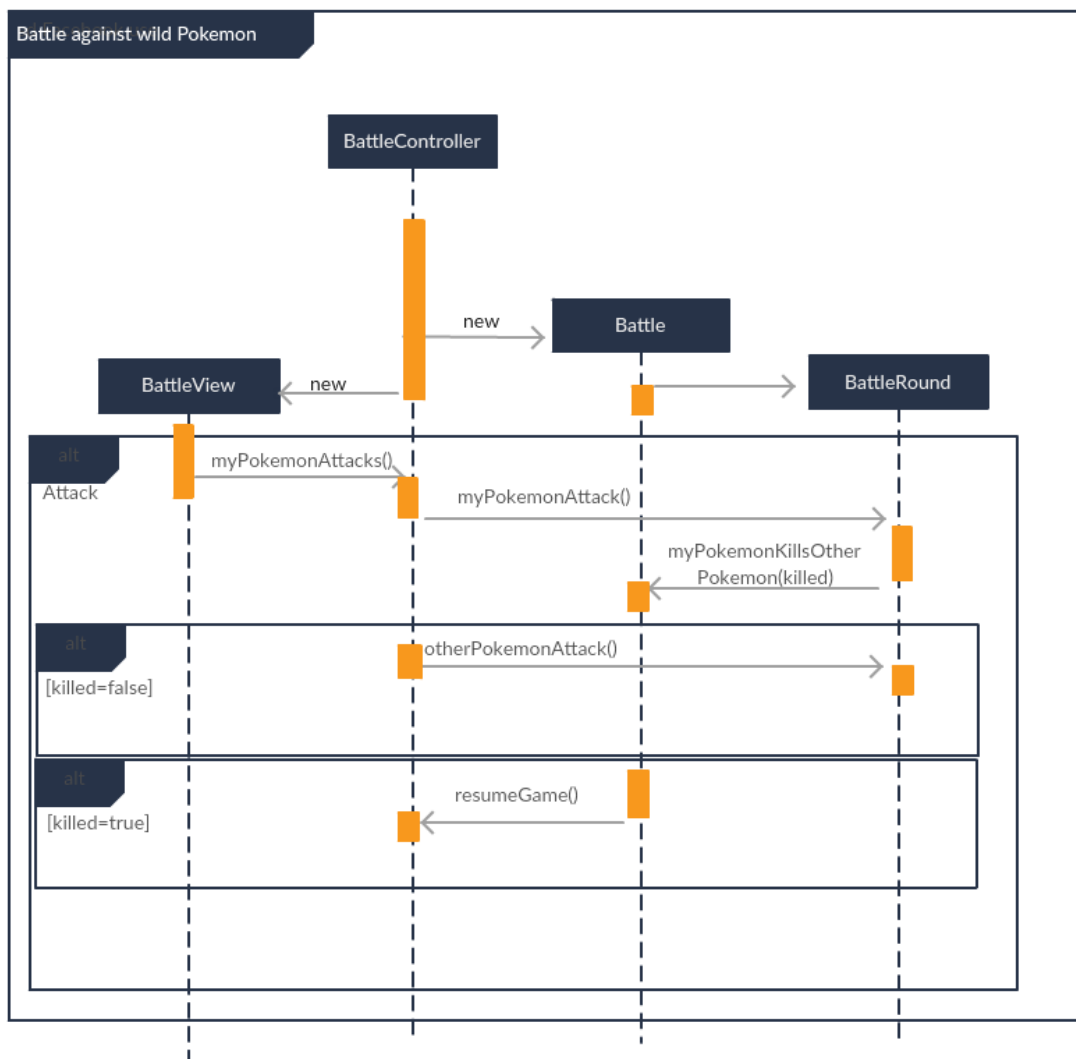 Battle against wild Pokemon
BattleController
new
Battle
BattleView
new
BattleRound
alt
Attack
myPokemonAttacks()
myPokemonAttack()
myPokemonKillsOther
Pokemon(killed)
alt
[killed=false]
otherPokemonAttack()
alt
[killed=true]
resumeGame()